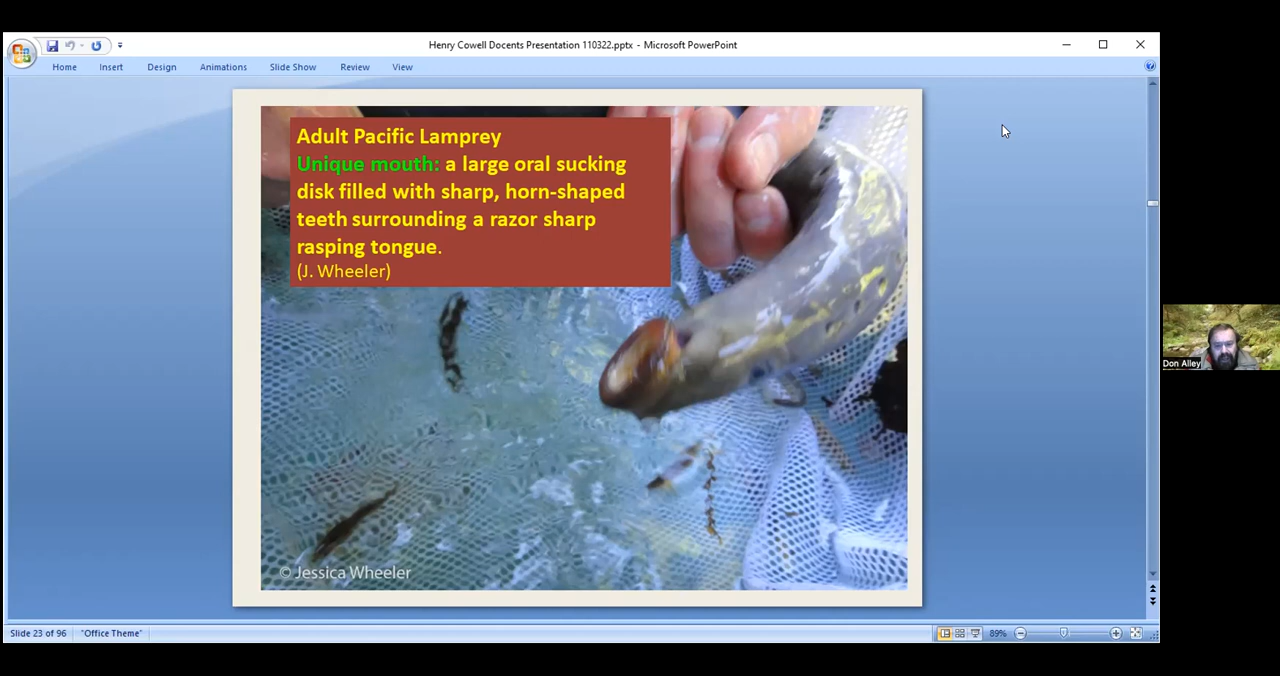 Henry Cowell Docents Presentation 110322.pptx - Microsoft PowerPoint
Home Insert Design Animations Slide Show Review View
Adult Pacific Lamprey
Unique mouth: a large oral sucking
disk filled with sharp, horn-shaped
teeth surrounding a razor sharp
rasping tongue.
(J. Wheeler)
© Jessica Wheeler
Don Alley
Slide 23 of 96 "Office Theme" 89%